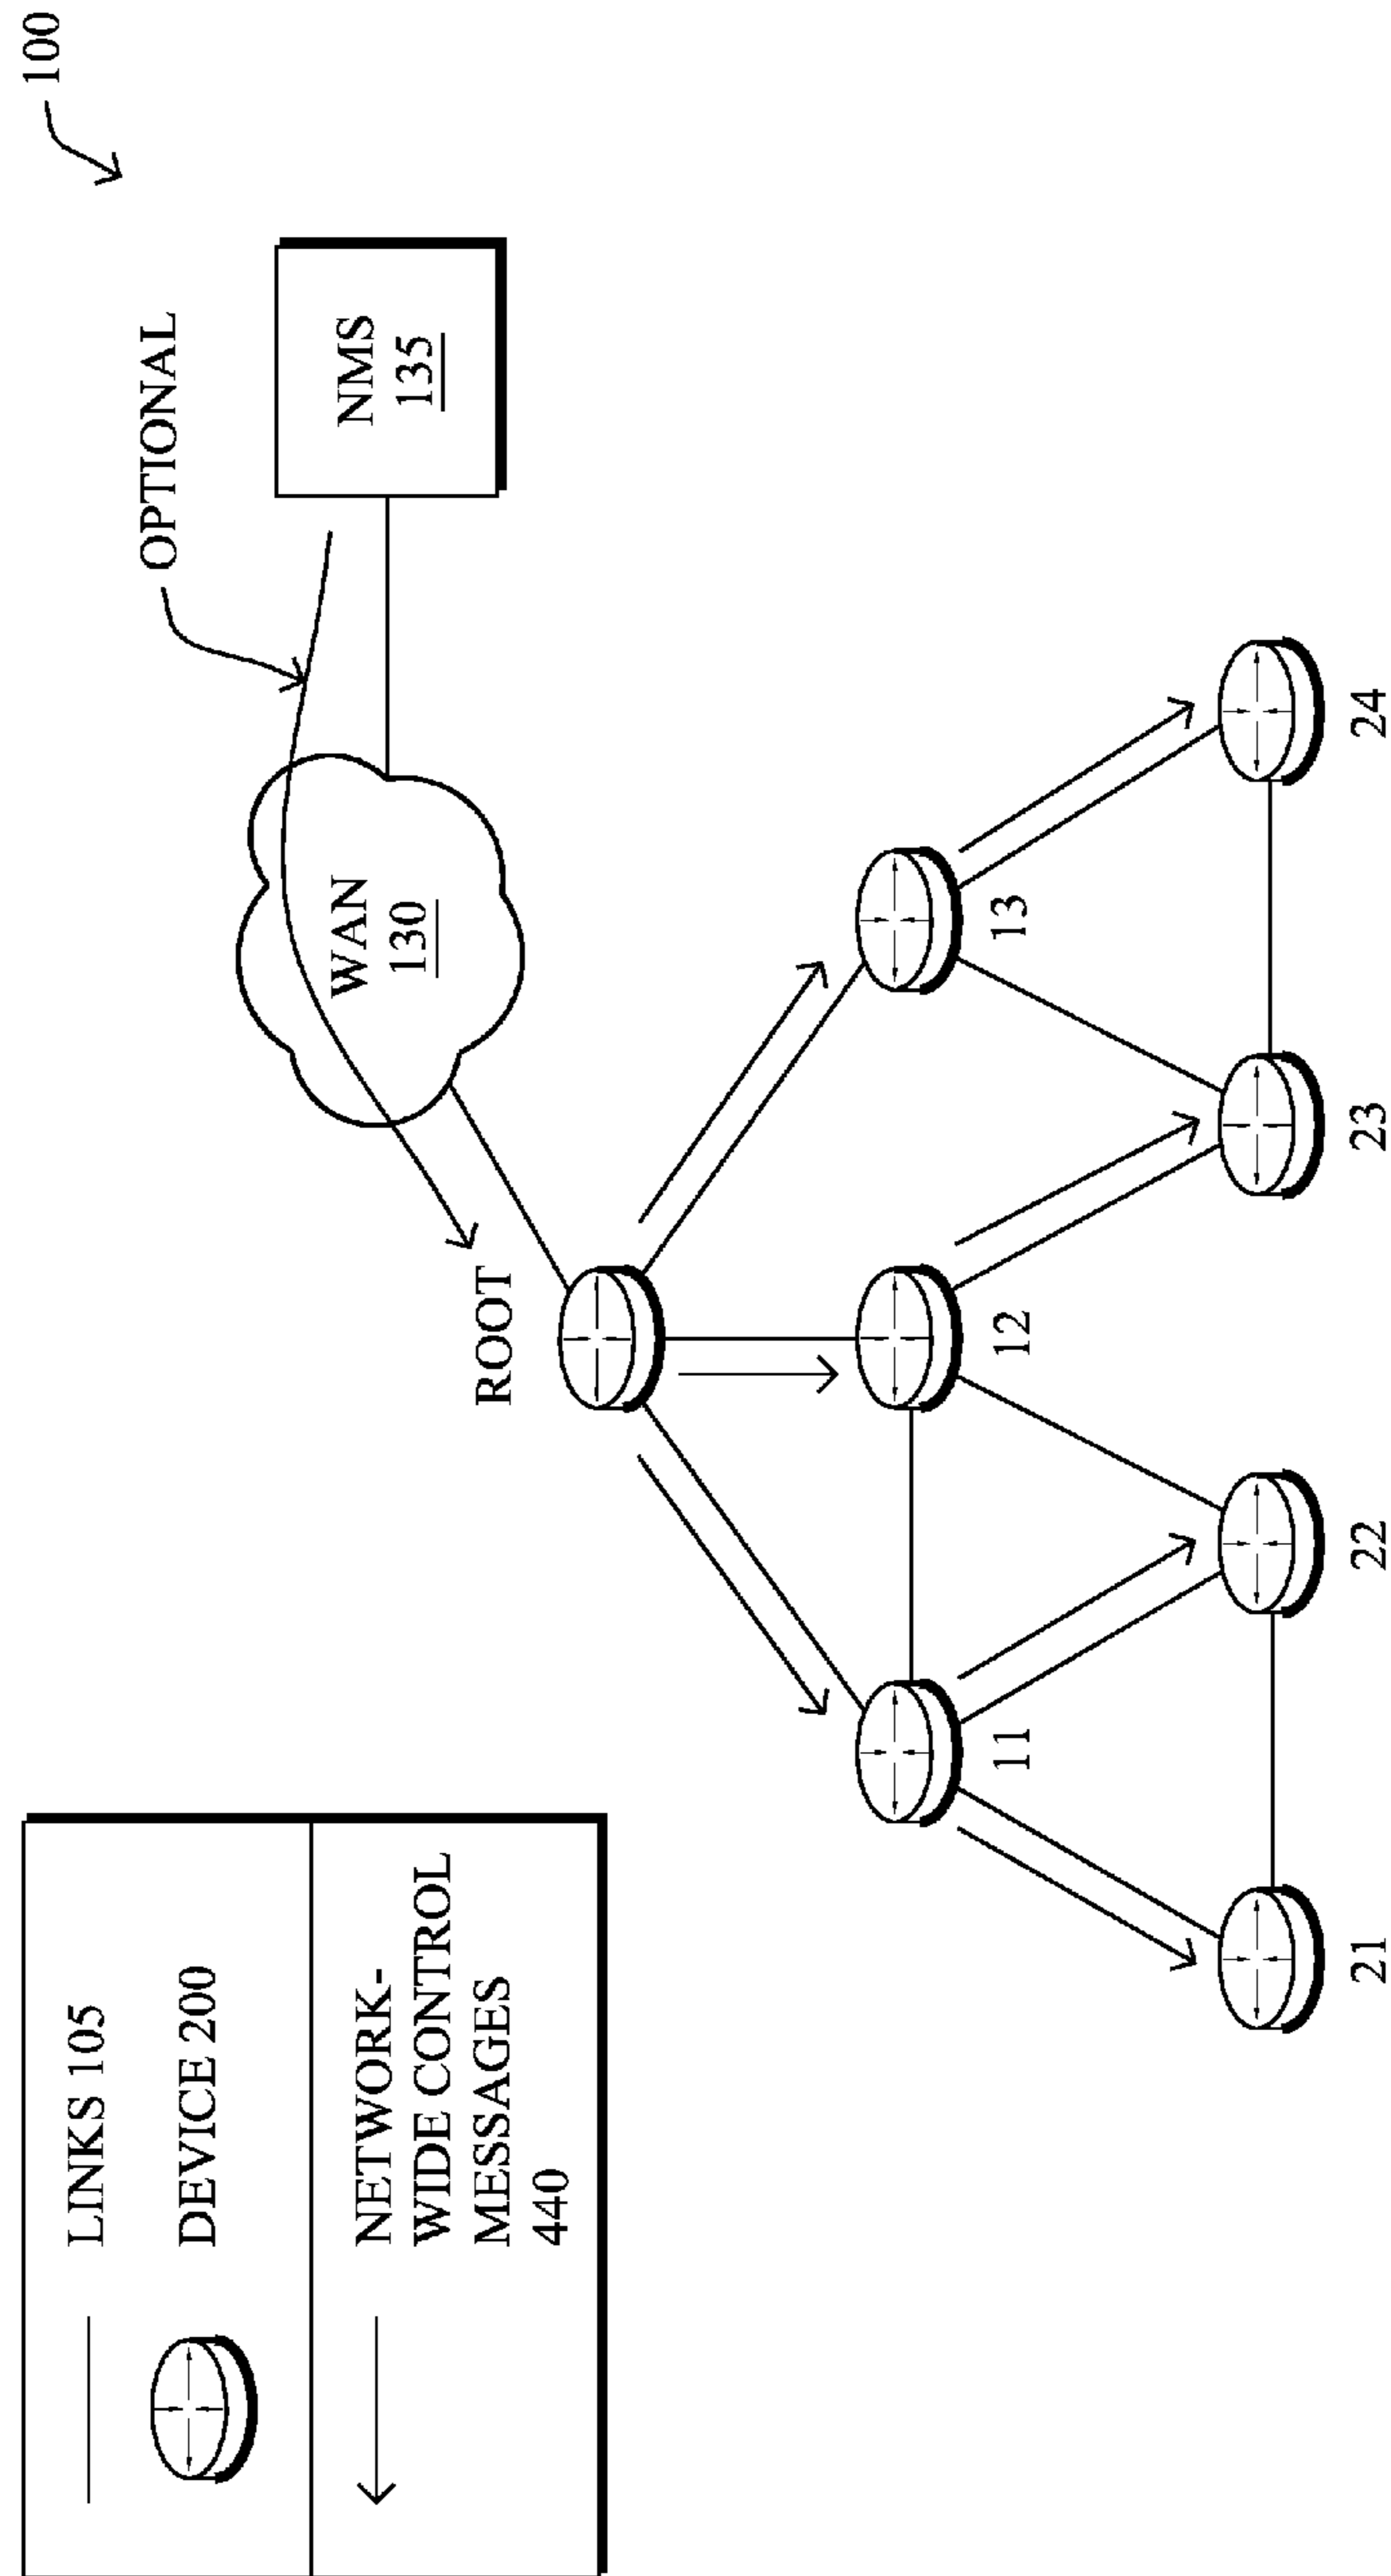 LINKS 105
DEVICE 200
NETWORK-
WIDE CONTROL
MESSAGES
440
100
OPTIONAL
NMS
135
WAN
130
ROOT
11
12
13
21
22
23
24